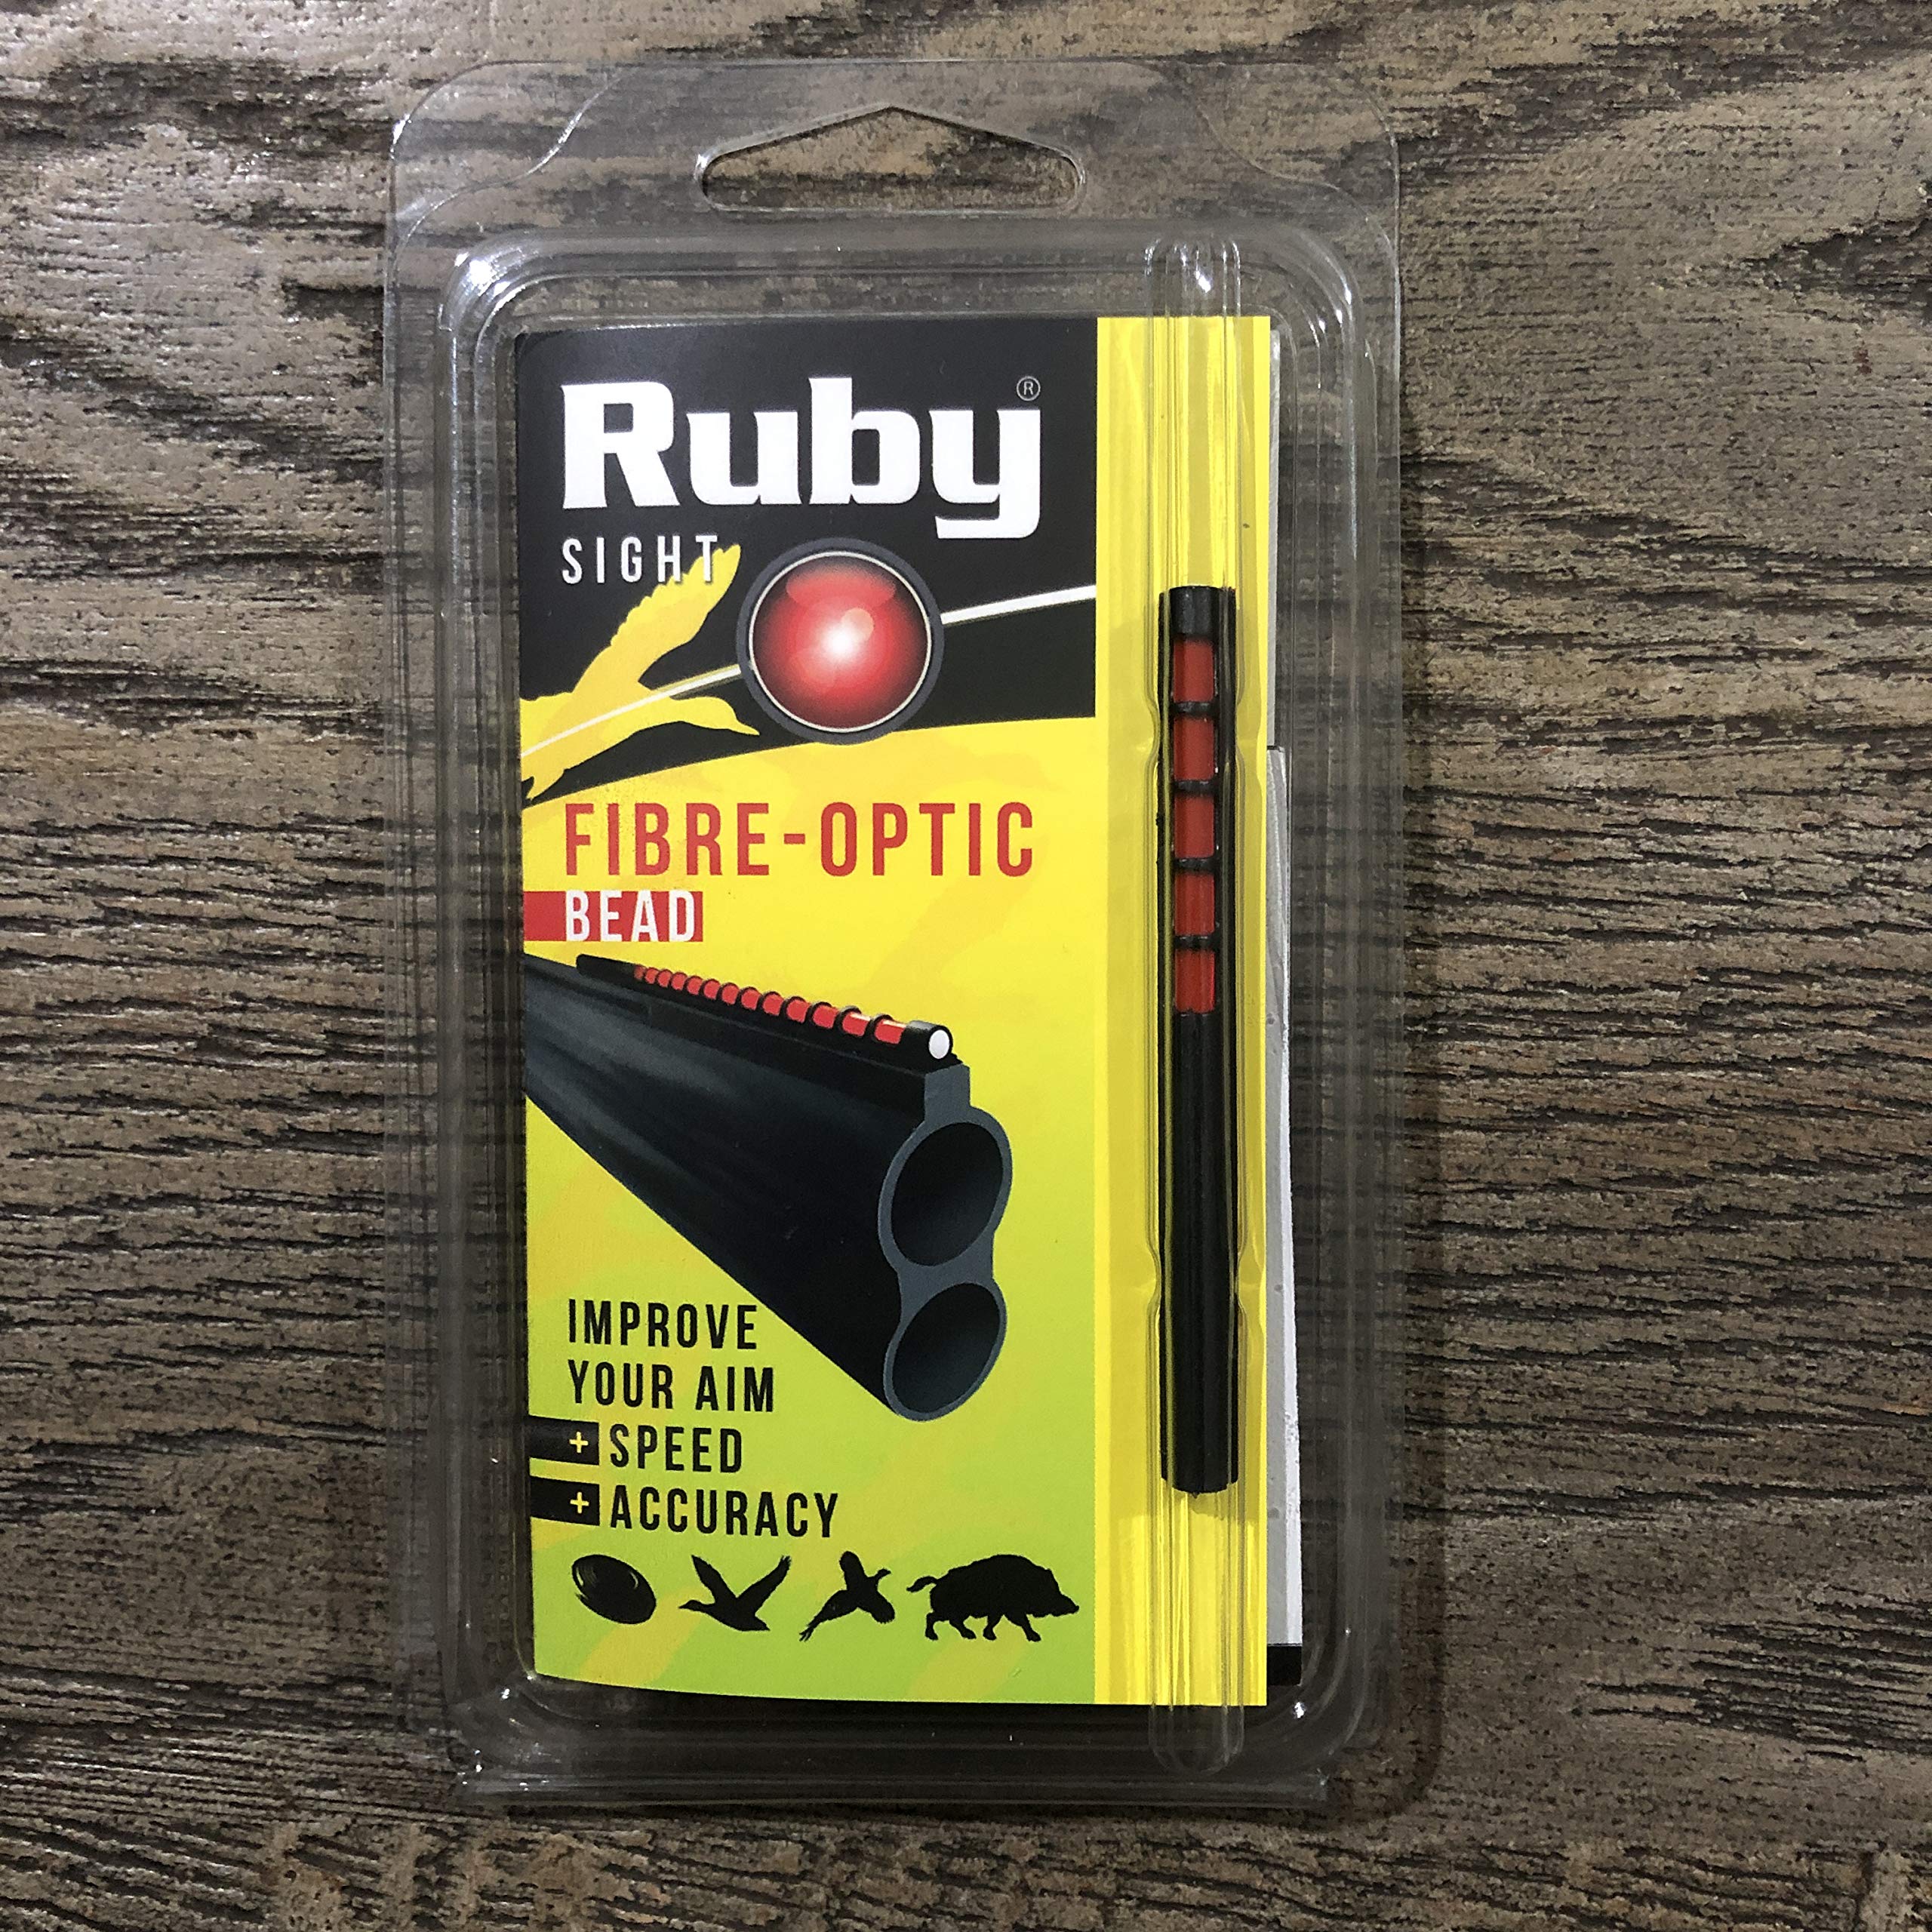 Ruby®
SIGHT
FIBRE-OPTIC
BEAD
IMPROVE
YOUR AIM
+ SPEED
+ ACCURACY